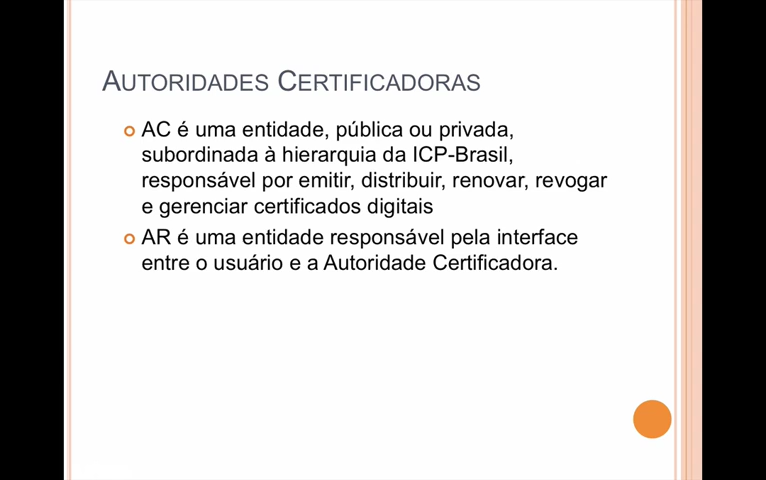 AUTORIDADES CERTIFICADORAS
AC é uma entidade, pública ou privada,
subordinada à hierarquia da ICP-Brasil,
responsável por emitir, distribuir, renovar, revogar
e gerenciar certificados digitais
AR é uma entidade responsável pela interface
entre o usuário e a Autoridade Certificadora.